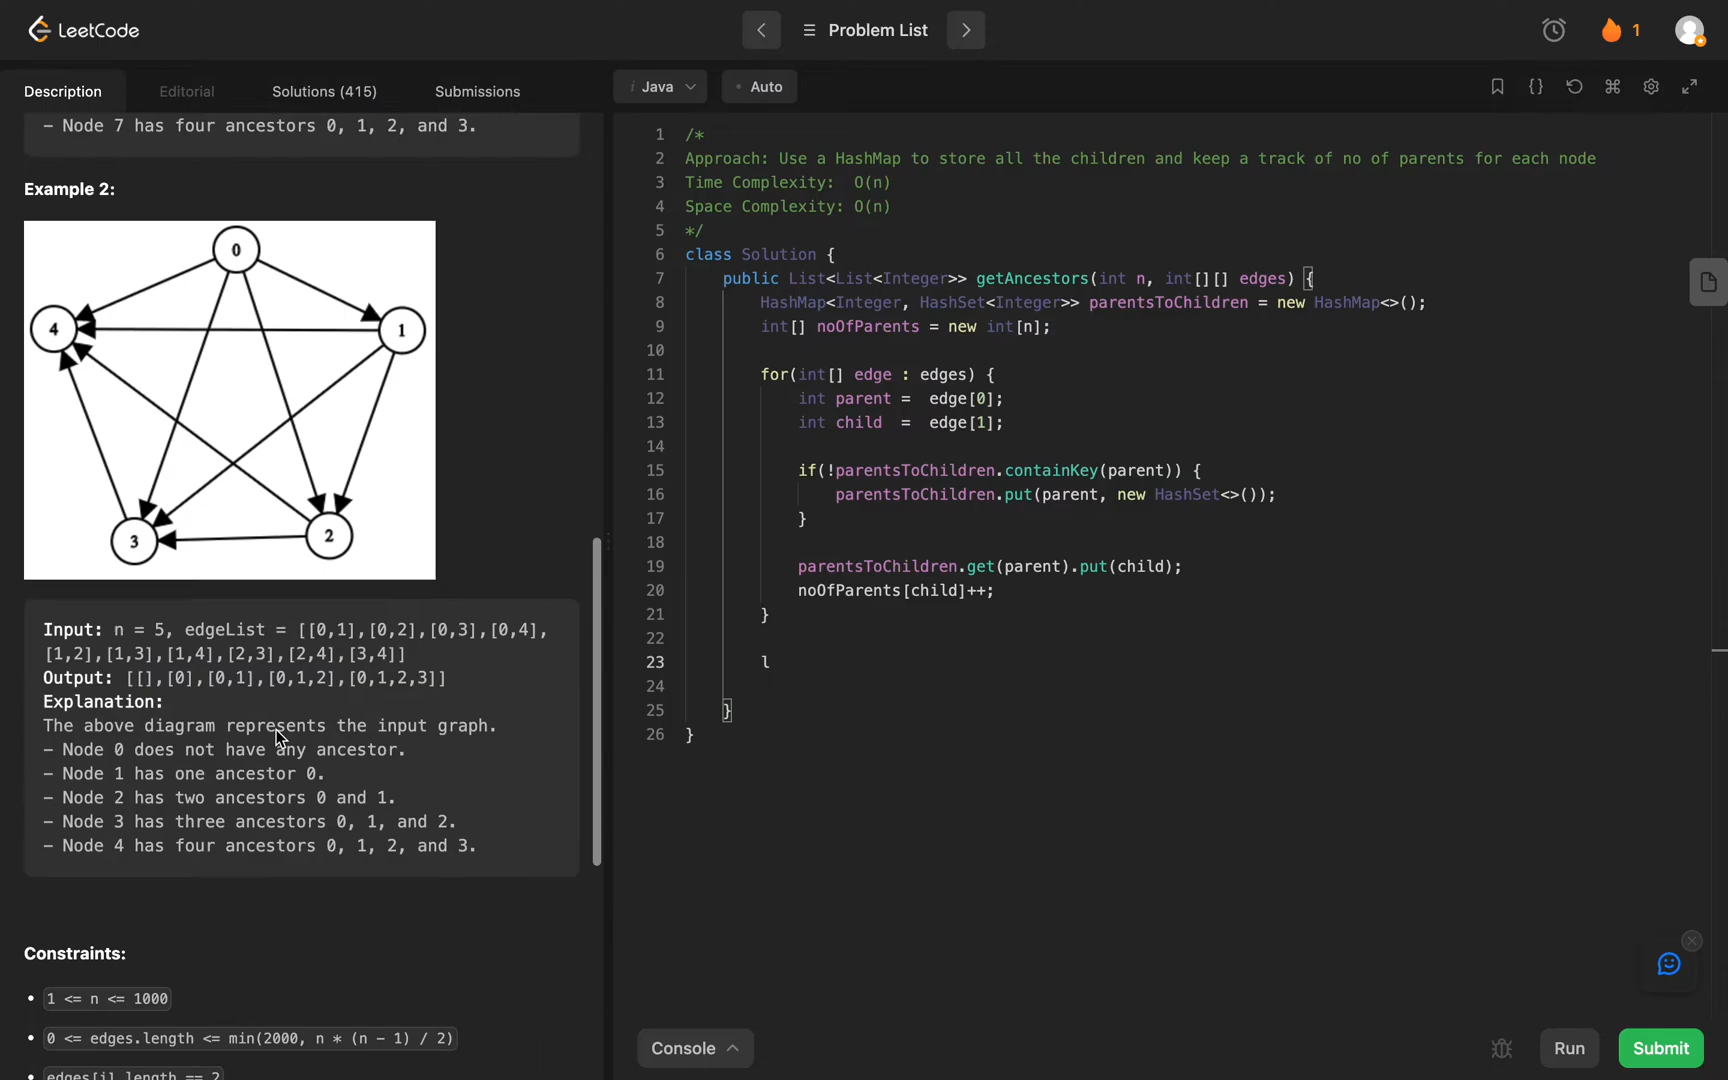 LeetCode
Problem List
1
Description
Editorial
Solutions (415)
Submissions
- Node 7 has four ancestors 0, 1, 2, and 3.
Example 2:
0
4
1
3
2
Input: n = 5, edgeList = [[0,1],[0,2],[0,3],[0,4],
[1,2],[1,3],[1,4],[2,3],[2,4],[3,4]]
Output: [[],[0],[0,1],[0,1,2],[0,1,2,3]]
Explanation:
The above diagram represents the input graph.
- Node 0 does not have any ancestor.
- Node 1 has one ancestor 0.
- Node 2 has two ancestors 0 and 1.
- Node 3 has three ancestors 0, 1, and 2.
- Node 4 has four ancestors 0, 1, 2, and 3.
Constraints:
• 1 <= n <= 1000
• 0 <= edges.length <= min(2000, n * (n - 1) / 2)
• edges[i].length == 2
i Java
• Auto
1 /*
2 Approach: Use a HashMap to store all the children and keep a track of no of parents for each node
3 Time Complexity:  O(n)
4 Space Complexity: O(n)
5 */
6 class Solution {
7     public List<List<Integer>> getAncestors(int n, int[][] edges) {
8         HashMap<Integer, HashSet<Integer>> parentsToChildren = new HashMap<>();
9         int[] noOfParents = new int[n];
10
11         for(int[] edge : edges) {
12             int parent =  edge[0];
13             int child  =  edge[1];
14
15             if(!parentsToChildren.containKey(parent)) {
16                 parentsToChildren.put(parent, new HashSet<>());
17             }
18
19             parentsToChildren.get(parent).put(child);
20             noOfParents[child]++;
21         }
22
23         l
24
25     }
26 }
Console
Run
Submit